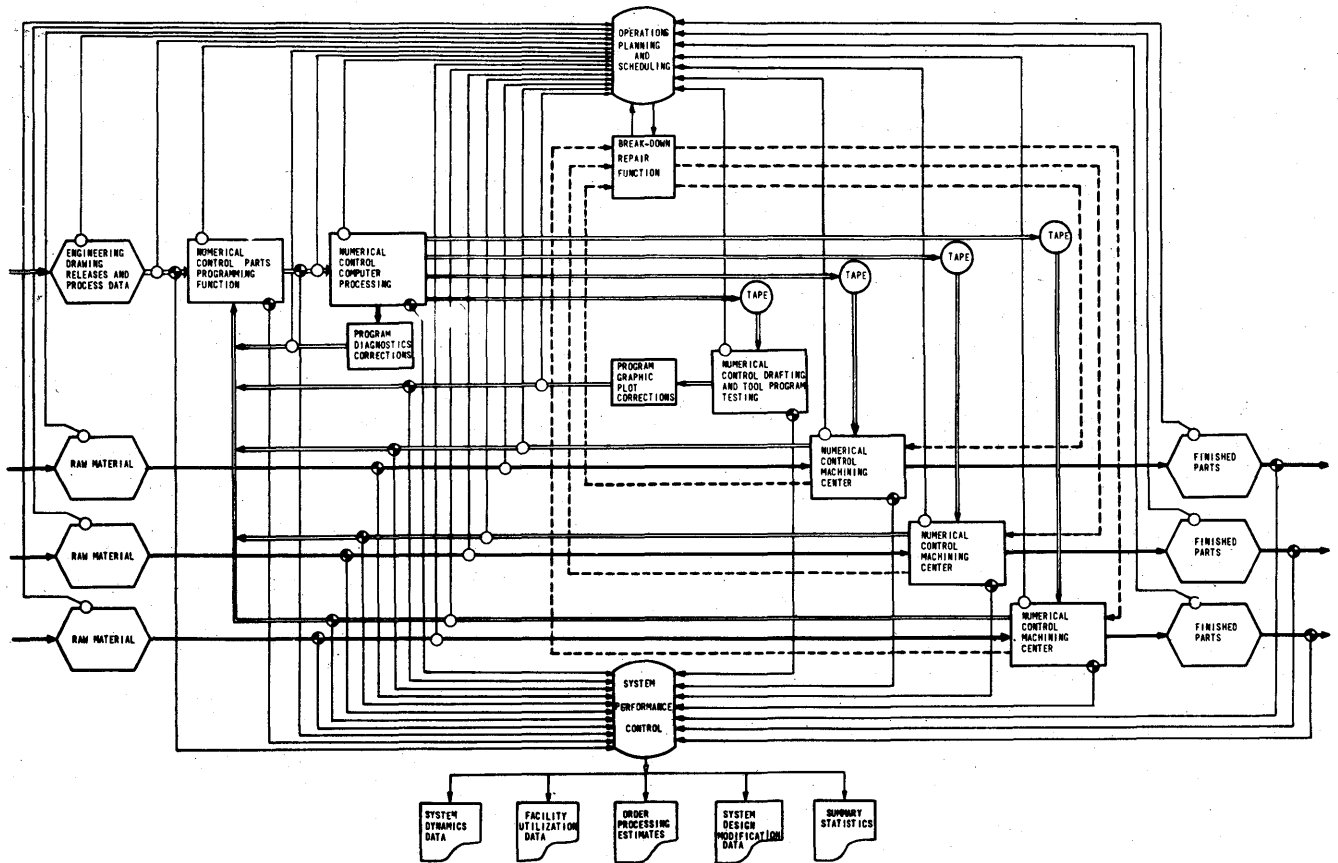 OPERATIONS
PLANNING
AND
SCHEDULING
BREAK-DOWN
REPAIR
FUNCTION
ENGINEERING
DRAWING
RELEASES AND
PROCESS DATA
NUMERICAL
CONTROL PARTS
PROGRAMMING
FUNCTION
NUMERICAL
CONTROL
COMPUTER
PROCESSING
TAPE
TAPE
TAPE
TAPE
PROGRAM
DIAGNOSTICS
CORRECTIONS
PROGRAM
GRAPHIC
PLOT
CORRECTIONS
NUMERICAL
CONTROL DRAFTING
AND TOOL PROGRAM
TESTING
RAW MATERIAL
NUMERICAL
CONTROL
MACHINING
CENTER
FINISHED
PARTS
RAW MATERIAL
NUMERICAL
CONTROL
MACHINING
CENTER
FINISHED
PARTS
RAW MATERIAL
NUMERICAL
CONTROL
MACHINING
CENTER
FINISHED
PARTS
SYSTEM
PERFORMANCE
CONTROL
SYSTEM
DYNAMICS
DATA
FACILITY
UTILIZATION
DATA
ORDER
PROCESSING
ESTIMATES
SYSTEM
DESIGN
MODIFICATION
DATA
SUMMARY
STATISTICS